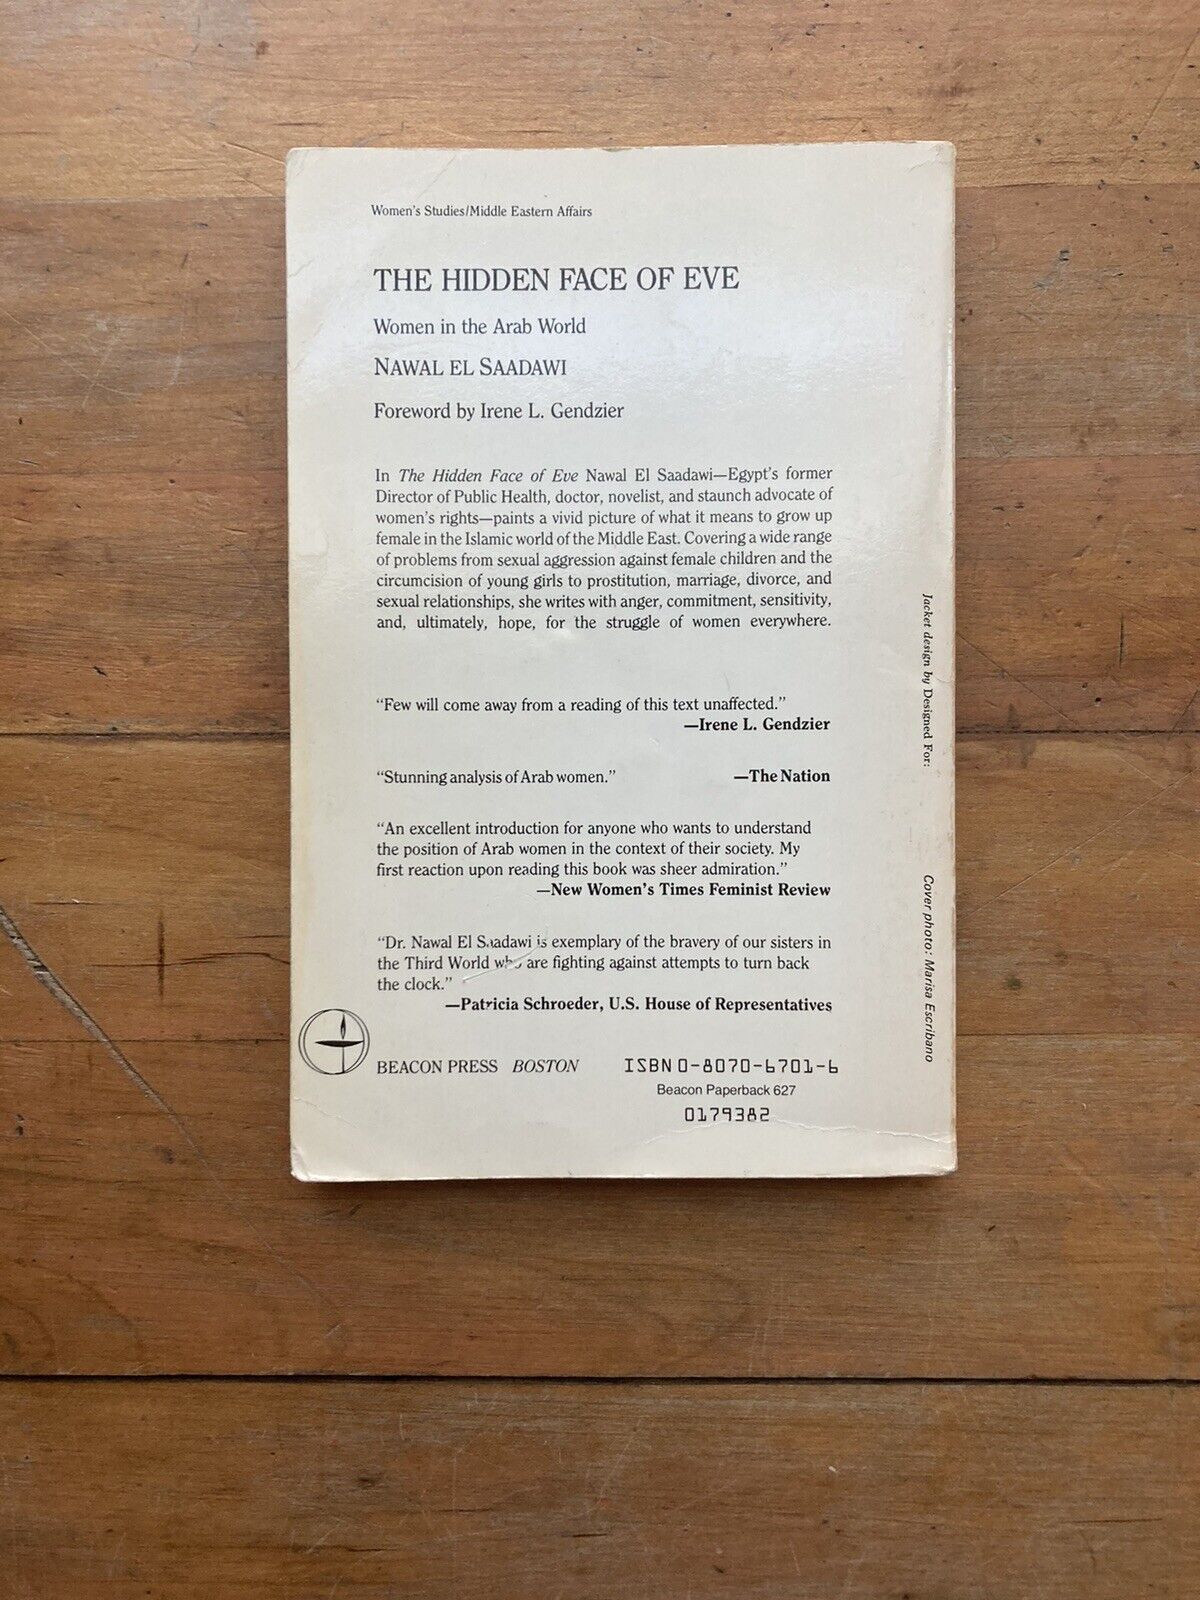 Women's Studies/Middle Eastern Affairs
THE HIDDEN FACE OF EVE
Women in the Arab World
NAWAL EL SAADAWI
Foreword by Irene L. Gendzier
In The Hidden Face of Eve Nawal El Saadawi—Egypt's former
Director of Public Health, doctor, novelist, and staunch advocate of
women's rights—paints a vivid picture of what it means to grow up
female in the Islamic world of the Middle East. Covering a wide range
of problems from sexual aggression against female children and the
circumcision of young girls to prostitution, marriage, divorce, and
sexual relationships, she writes with anger, commitment, sensitivity,
and, ultimately, hope, for the struggle of women everywhere.
"Few will come away from a reading of this text unaffected."
—Irene L. Gendzier
"Stunning analysis of Arab women." —The Nation
"An excellent introduction for anyone who wants to understand
the position of Arab women in the context of their society. My
first reaction upon reading this book was sheer admiration."
—New Women's Times Feminist Review
"Dr. Nawal El Saadawi is exemplary of the bravery of our sisters in
the Third World who are fighting against attempts to turn back
the clock."
—Patricia Schroeder, U.S. House of Representatives
BEACON PRESS BOSTON
ISBN 0-8070-6701-6
Beacon Paperback 627
0179382
Jacket design by Designed For:
Cover photo: Marisa Escribano